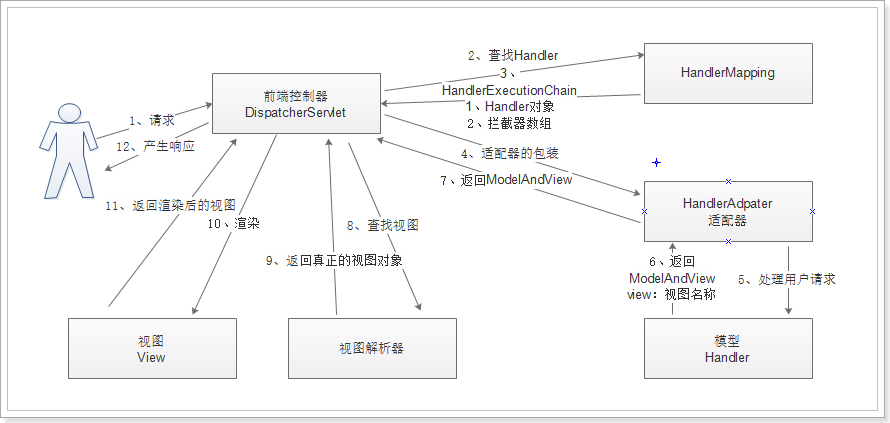 2、查找Handler
3、
HandlerExecutionChain
1、Handler对象
2、拦截器数组
HandlerMapping
前端控制器
DispatcherServlet
1、请求
12、产生响应
4、适配器的包装
7、返回ModelAndView
HandlerAdpater
适配器
11、返回渲染后的视图
10、渲染
8、查找视图
9、返回真正的视图对象
6、返回
ModelAndView
view：视图名称
5、处理用户请求
视图
View
视图解析器
模型
Handler